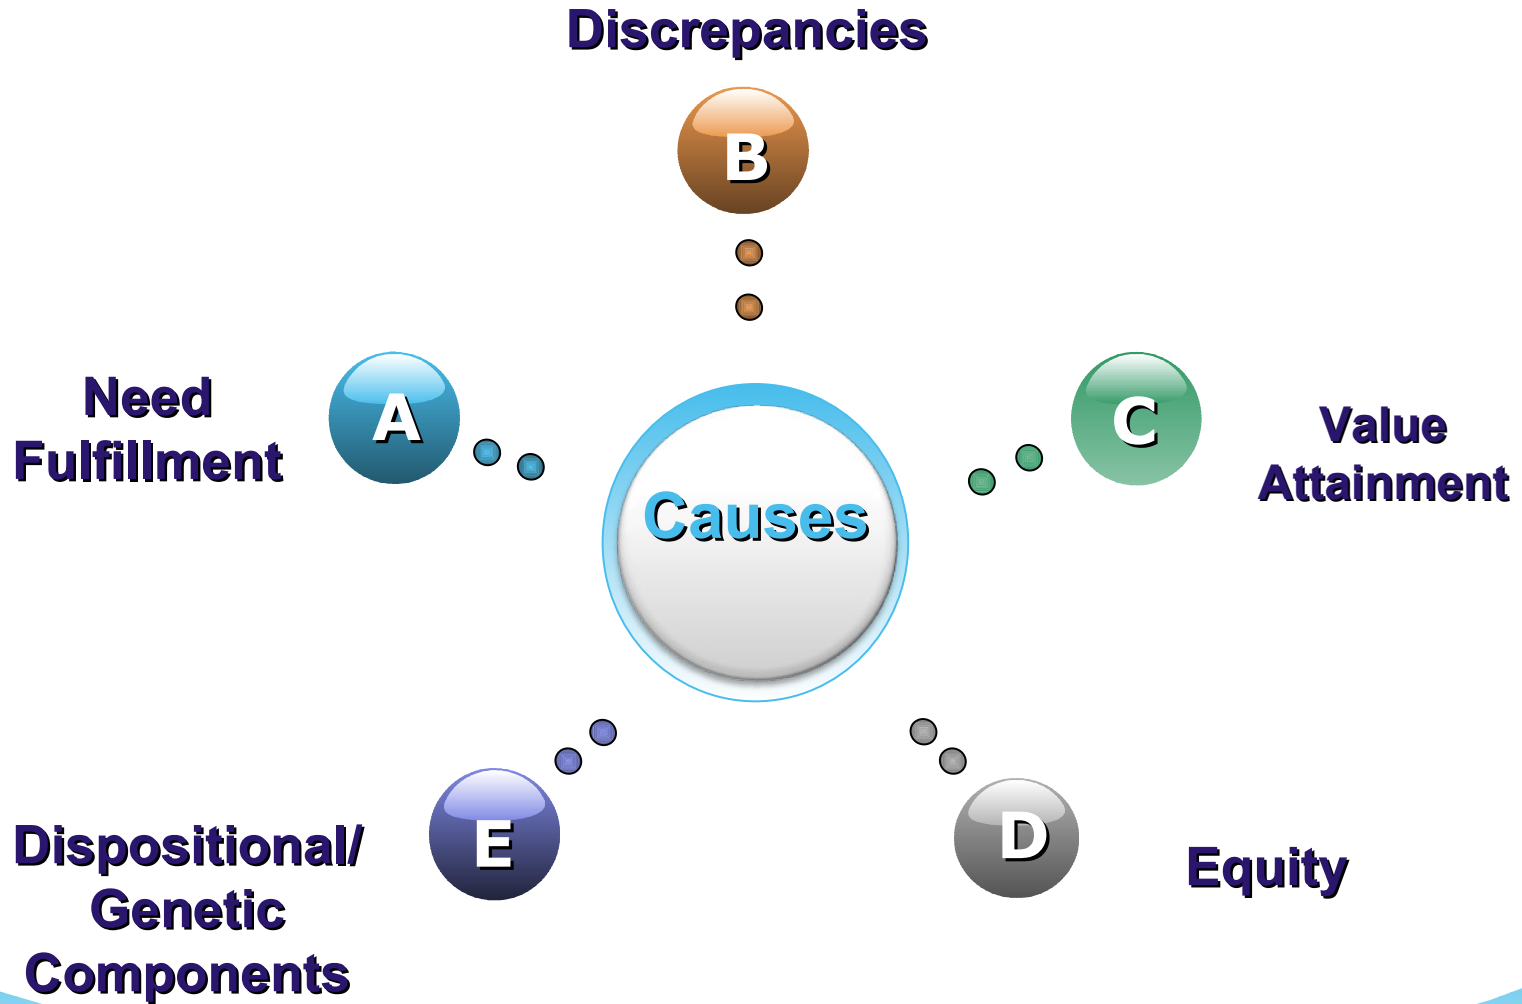 Discrepancies
B
Need
Fulfillment
A
C
Value
Attainment
Causes
Dispositional/
Genetic
Components
E
D
Equity